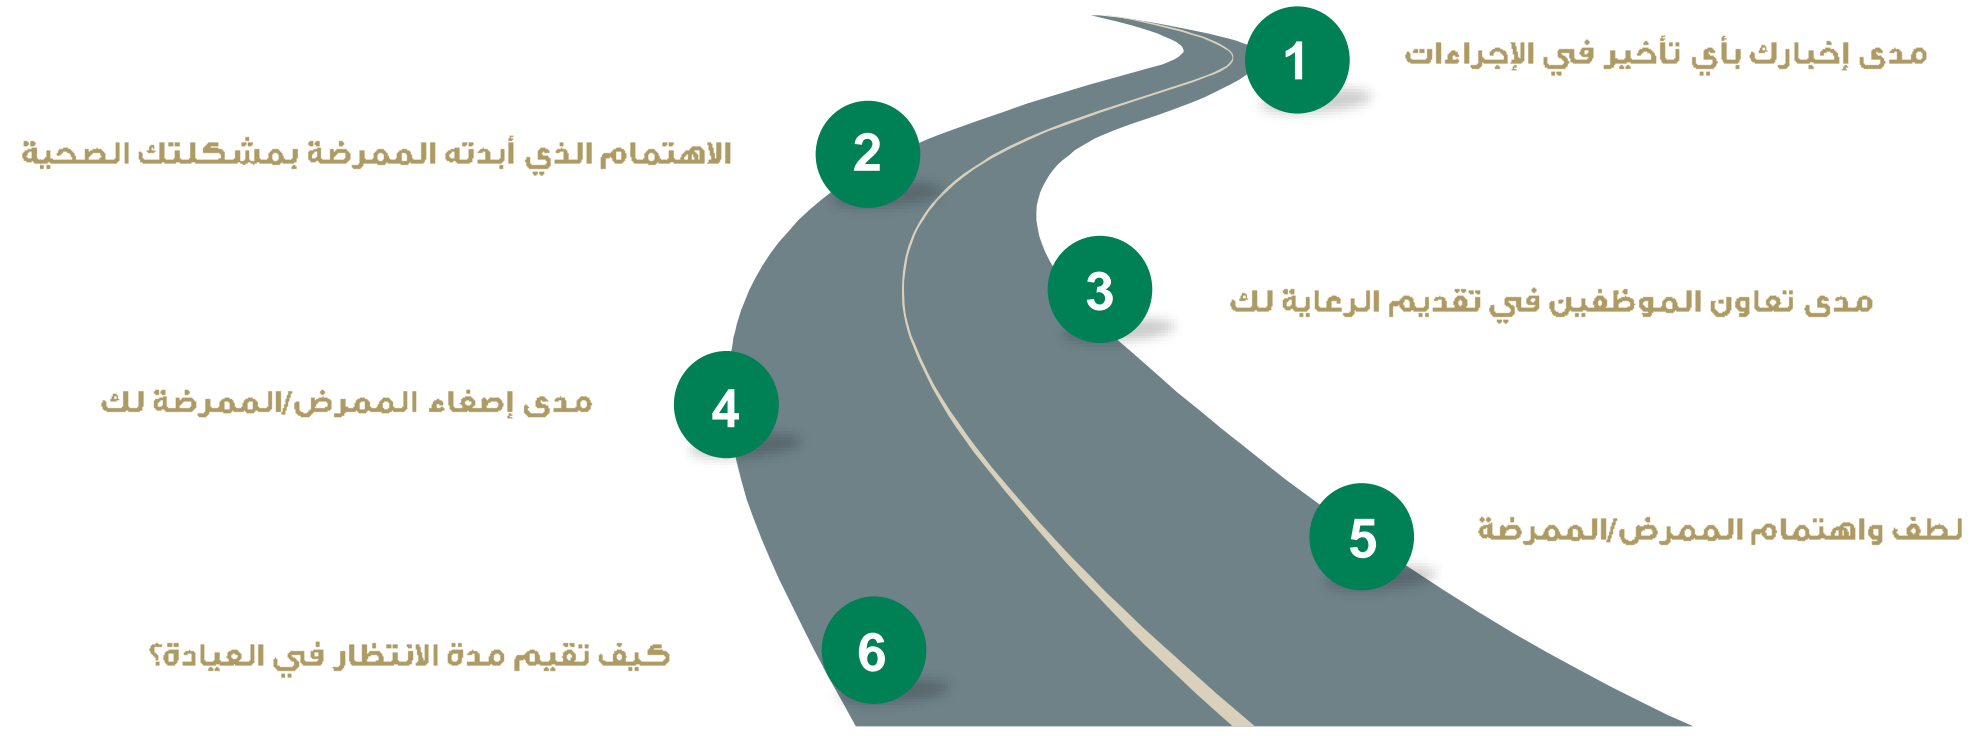 1
مدى إخبارك بأي تأخير في الإجراءات
2
الاهتمام الذي أبدته الممرضة بمشكلتك الصحية
3
مدى تعاون الموظفين في تقديم الرعاية لك
4
مدى إصغاء الممرض/الممرضة لك
5
لطف واهتمام الممرض/الممرضة
6
كيف تقيم مدة الانتظار في العيادة؟